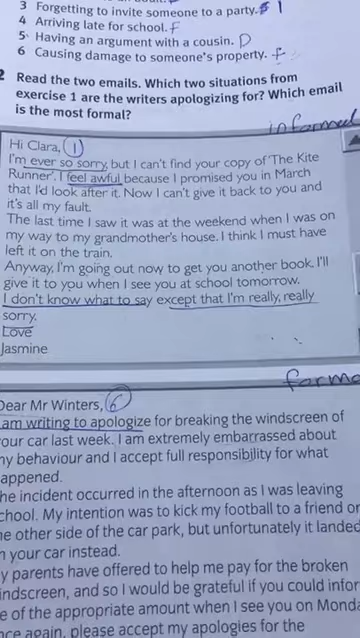 3 Forgetting to invite someone to a party. I
4 Arriving late for school. F
5 Having an argument with a cousin. D
6 Causing damage to someone's property. F
2 Read the two emails. Which two situations from
exercise 1 are the writers apologizing for? Which email
is the most formal?
informal
Hi Clara, 1
I'm ever so sorry, but I can't find your copy of 'The Kite
Runner'. I feel awful because I promised you in March
that I'd look after it. Now I can't give it back to you and
it's all my fault.
The last time I saw it was at the weekend when I was on
my way to my grandmother's house. I think I must have
left it on the train.
Anyway, I'm going out now to get you another book. I'll
give it to you when I see you at school tomorrow.
I don't know what to say except that I'm really, really
sorry.
Love
Jasmine
forma
Dear Mr Winters, 6
am writing to apologize for breaking the windscreen of
our car last week. I am extremely embarrassed about
my behaviour and I accept full responsibility for what
appened.
he incident occurred in the afternoon as I was leaving
chool. My intention was to kick my football to a friend on
he other side of the car park, but unfortunately it landed
n your car instead.
y parents have offered to help me pay for the broken
indscreen, and so I would be grateful if you could infor
e of the appropriate amount when I see you on Monda
nce again, please accept my apologies for the